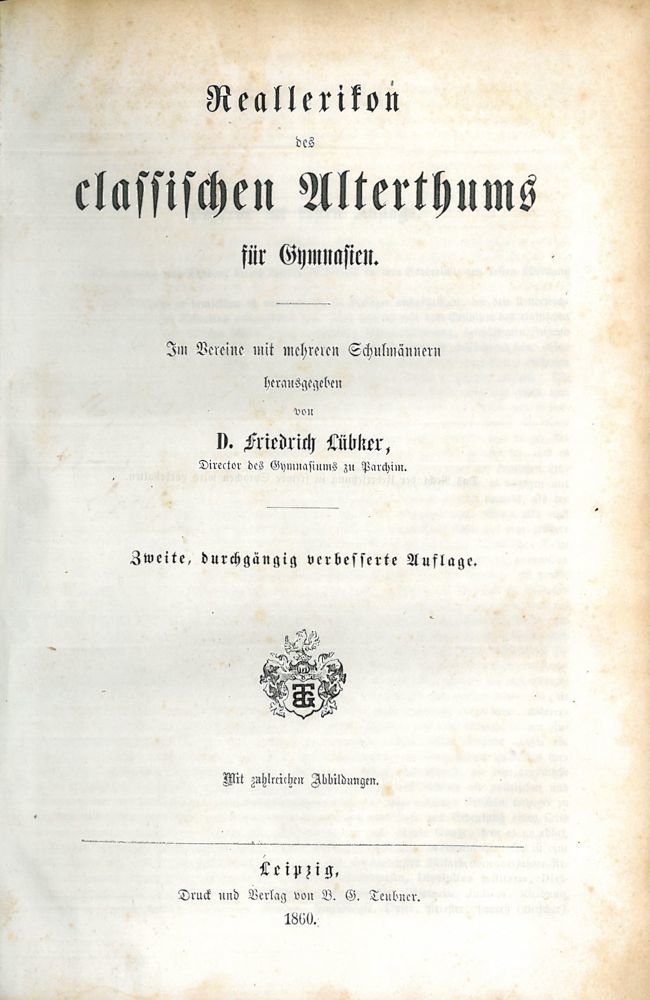 Reallexikon
des
classischen Alterthums
für Gymnasien.
Im Vereine mit mehreren Schulmännern
herausgegeben
von
D. Friedrich Lübker,
Director des Gymnasiums zu Parchim.
Zweite, durchgängig verbesserte Auflage.
BTG
Mit zahlreichen Abbildungen.
Leipzig,
Druck und Verlag von B. G. Teubner.
1860.